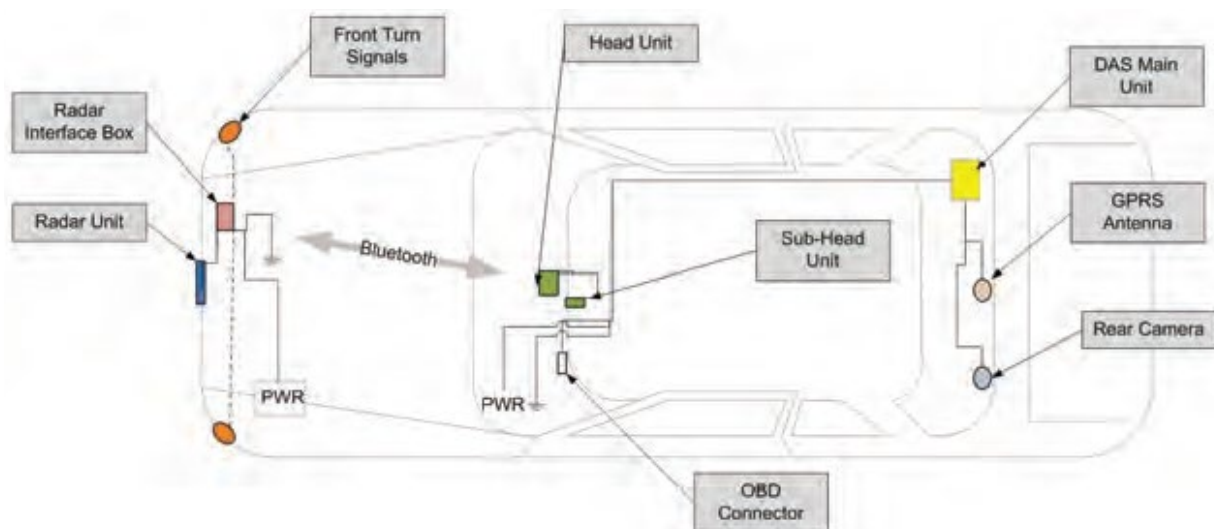 Front Turn
Signals
Head Unit
DAS Main
Unit
Radar
Interface Box
Radar Unit
Bluetooth
Sub-Head
Unit
GPRS
Antenna
Rear Camera
PWR
PWR
OBD
Connector